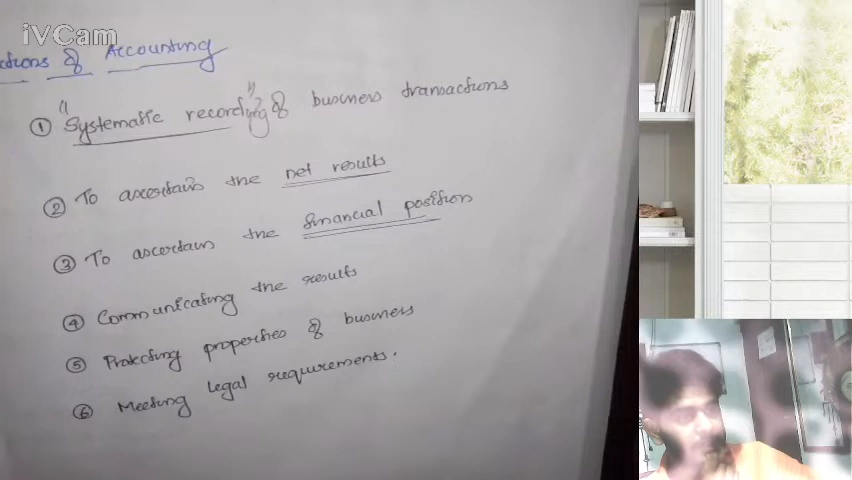 iVCam
ctions of Accounting
① "Systematic recording" of business transactions
② To ascertain the net results
③ To ascertain the financial position
④ Communicating the results
⑤ Protecting properties of business
⑥ Meeting legal requirements.